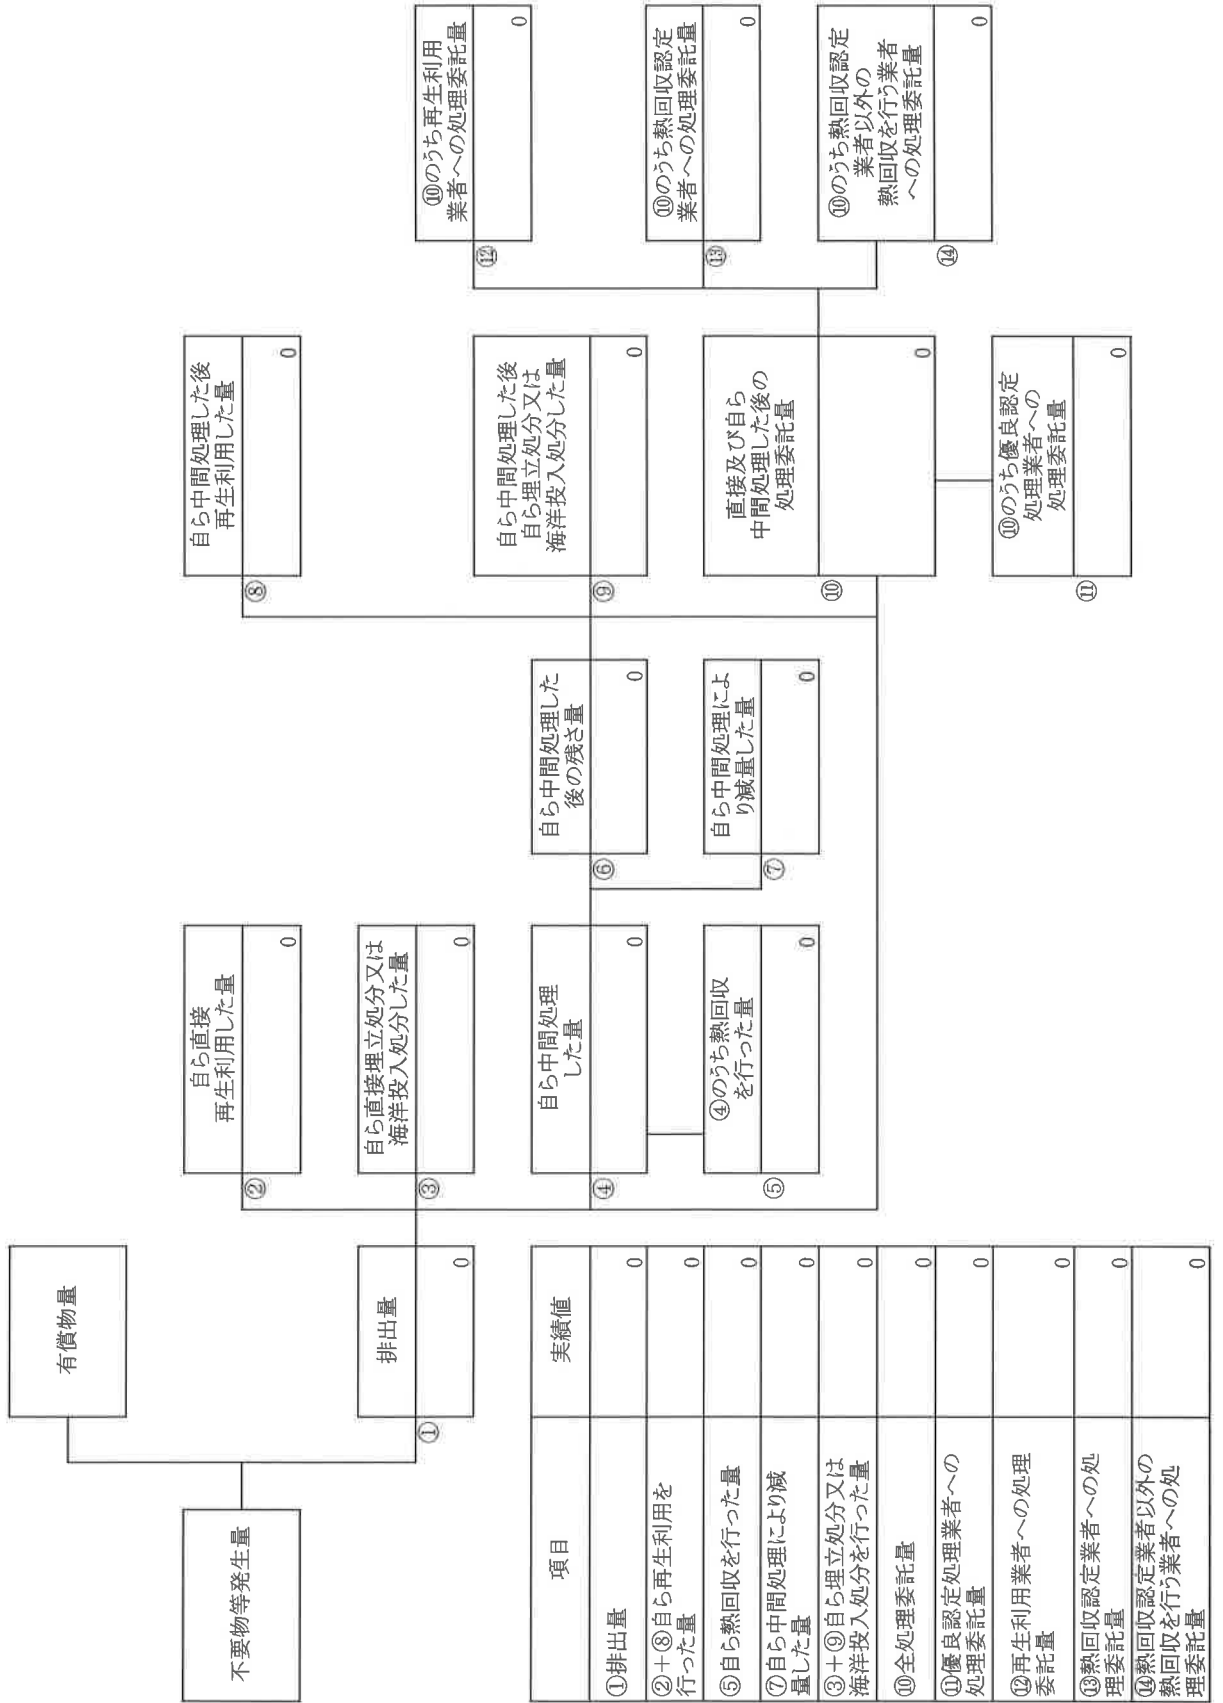 不要物等発生量
有償物量
①
排出量
0
②
自ら直接
再生利用した量
0
③
自ら直接埋立処分又は
海洋投入処分した量
0
④
自ら中間処理
した量
0
⑤
④のうち熱回収
を行った量
0
⑥
自ら中間処理した
後の残さ量
0
⑦
自ら中間処理によ
り減量した量
0
⑧
自ら中間処理した後
再生利用した量
0
⑨
自ら中間処理した後
自ら埋立処分又は
海洋投入処分した量
0
⑩
直接及び自ら
中間処理した後の
処理委託量
0
⑪
⑩のうち優良認定
処理業者への
処理委託量
0
⑫
⑩のうち再生利用
業者への処理委託量
0
⑬
⑩のうち熱回収認定
業者への処理委託量
0
⑭
⑩のうち熱回収認定
業者以外の
熱回収を行う業者
への処理委託量
0
項目
実績値
①排出量
0
②+⑧自ら再生利用を
行った量
0
⑤自ら熱回収を行った量
0
⑦自ら中間処理により減
量した量
0
③+⑨自ら埋立処分又は
海洋投入処分を行った量
0
⑩全処理委託量
0
⑪優良認定処理業者への
処理委託量
0
⑫再生利用業者への処理
委託量
0
⑬熱回収認定業者への処
理委託量
0
⑭熱回収認定業者以外の
熱回収を行う業者への処
理委託量
0